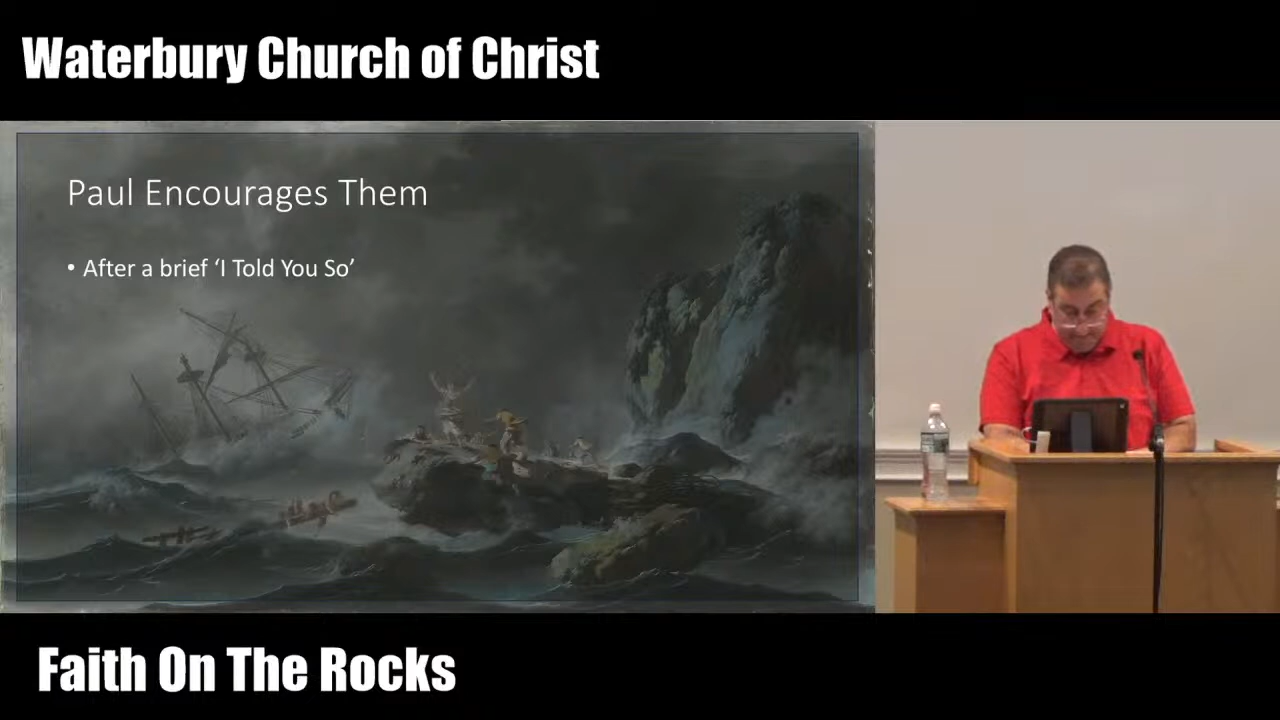 Waterbury Church of Christ
Paul Encourages Them
• After a brief ‘I Told You So’
Faith On The Rocks